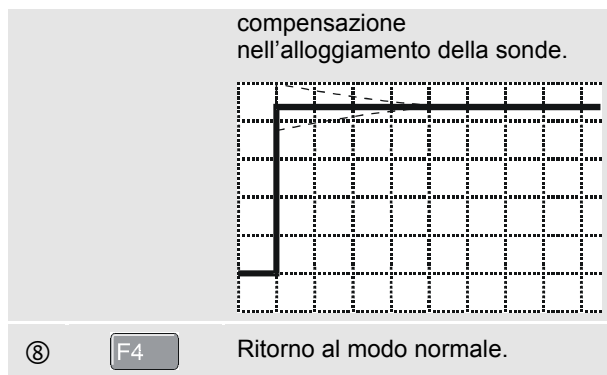 compensazione
nell'alloggiamento della sonde.
⑧ F4 Ritorno al modo normale.